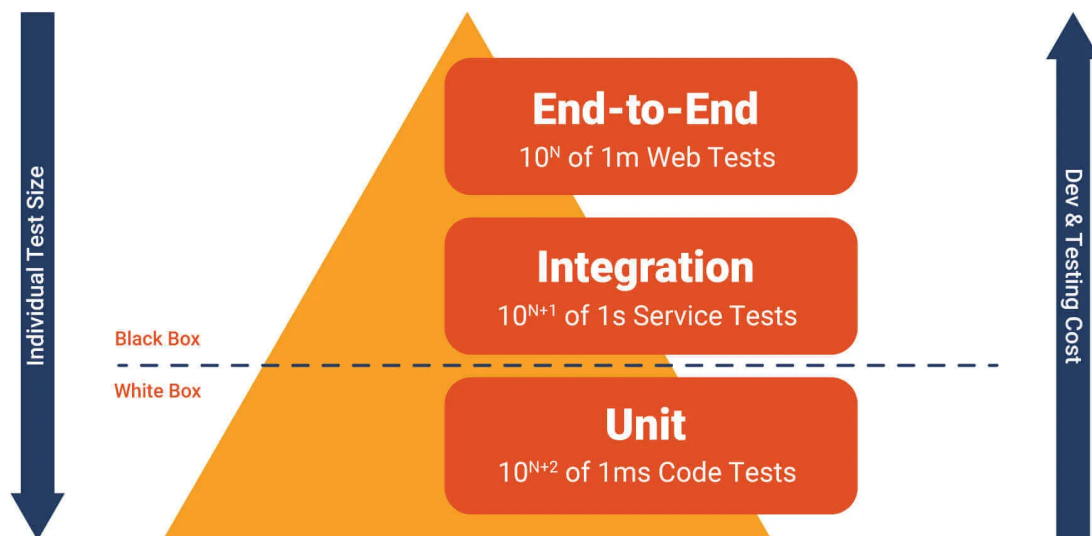 Individual Test Size
End-to-End
10ᴺ of 1m Web Tests
Integration
10ᴺ⁺¹ of 1s Service Tests
Black Box
White Box
Unit
10ᴺ⁺² of 1ms Code Tests
Dev & Testing Cost